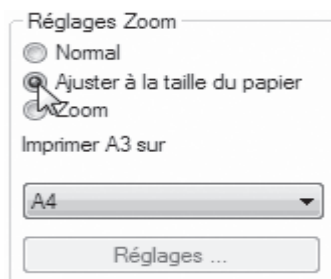 Réglages Zoom
Normal
Ajuster à la taille du papier
Zoom
Imprimer A3 sur
A4
Réglages ...